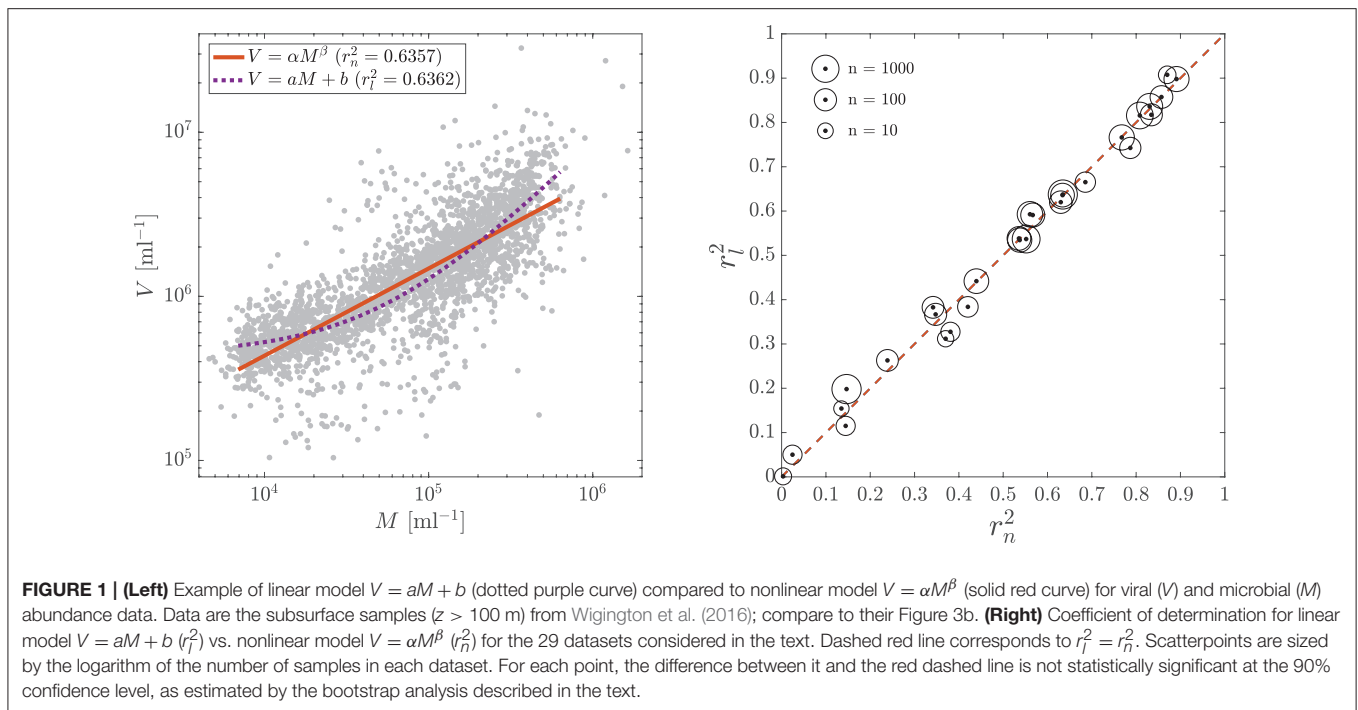 V = αM^β (r_n^2 = 0.6357)
V = aM + b (r_l^2 = 0.6362)
10^7
10^6
10^5
V [ml^−1]
10^4
10^5
10^6
M [ml^−1]
n = 1000
n = 100
n = 10
1
0.9
0.8
0.7
0.6
0.5
0.4
0.3
0.2
0.1
0
r_l^2
0
0.1
0.2
0.3
0.4
0.5
0.6
0.7
0.8
0.9
1
r_n^2
FIGURE 1 | (Left) Example of linear model V = aM + b (dotted purple curve) compared to nonlinear model V = αM^β (solid red curve) for viral (V) and microbial (M)
abundance data. Data are the subsurface samples (z > 100 m) from Wigington et al. (2016); compare to their Figure 3b. (Right) Coefficient of determination for linear
model V = aM + b (r_l^2) vs. nonlinear model V = αM^β (r_n^2) for the 29 datasets considered in the text. Dashed red line corresponds to r_l^2 = r_n^2. Scatterpoints are sized
by the logarithm of the number of samples in each dataset. For each point, the difference between it and the red dashed line is not statistically significant at the 90%
confidence level, as estimated by the bootstrap analysis described in the text.